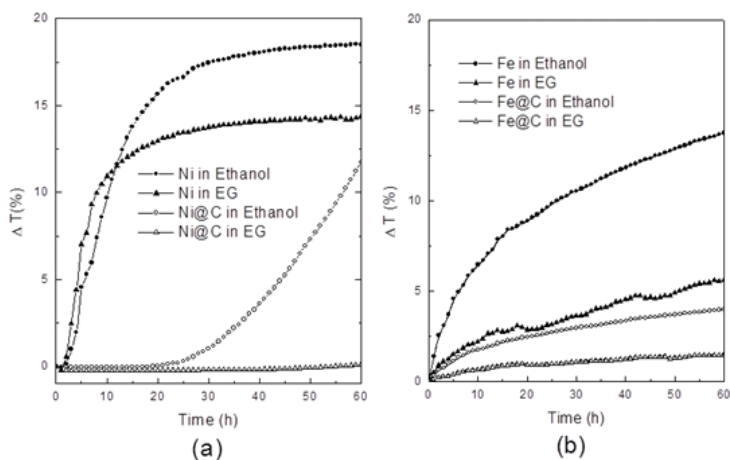 20
15
10
5
0
Δ T(%)
Ni in Ethanol
Ni in EG
Ni@C in Ethanol
Ni@C in EG
0 10 20 30 40 50 60
Time (h)
(a)
20
15
10
5
0
Δ T(%)
Fe in Ethanol
Fe in EG
Fe@C in Ethanol
Fe@C in EG
0 10 20 30 40 50 60
Time (h)
(b)